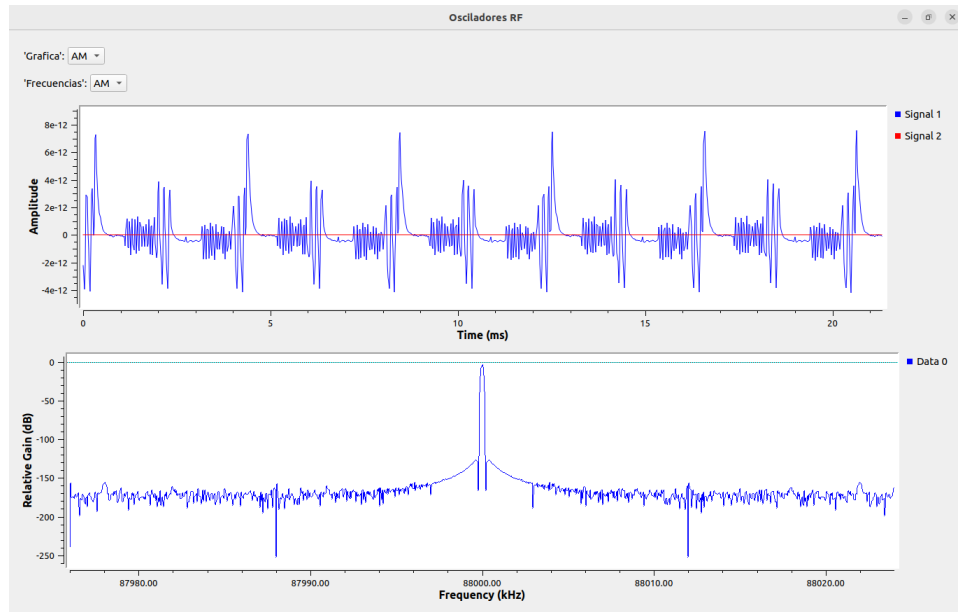 Osciladores RF
'Grafica': AM
'Frecuencias': AM
8e-12
6e-12
4e-12
2e-12
0
-2e-12
-4e-12
Amplitude
0 5 10 15 20
Time (ms)
Signal 1
Signal 2
0
-50
-100
-150
-200
-250
Relative Gain (dB)
87980.00 87990.00 88000.00 88010.00 88020.00
Frequency (kHz)
Data 0